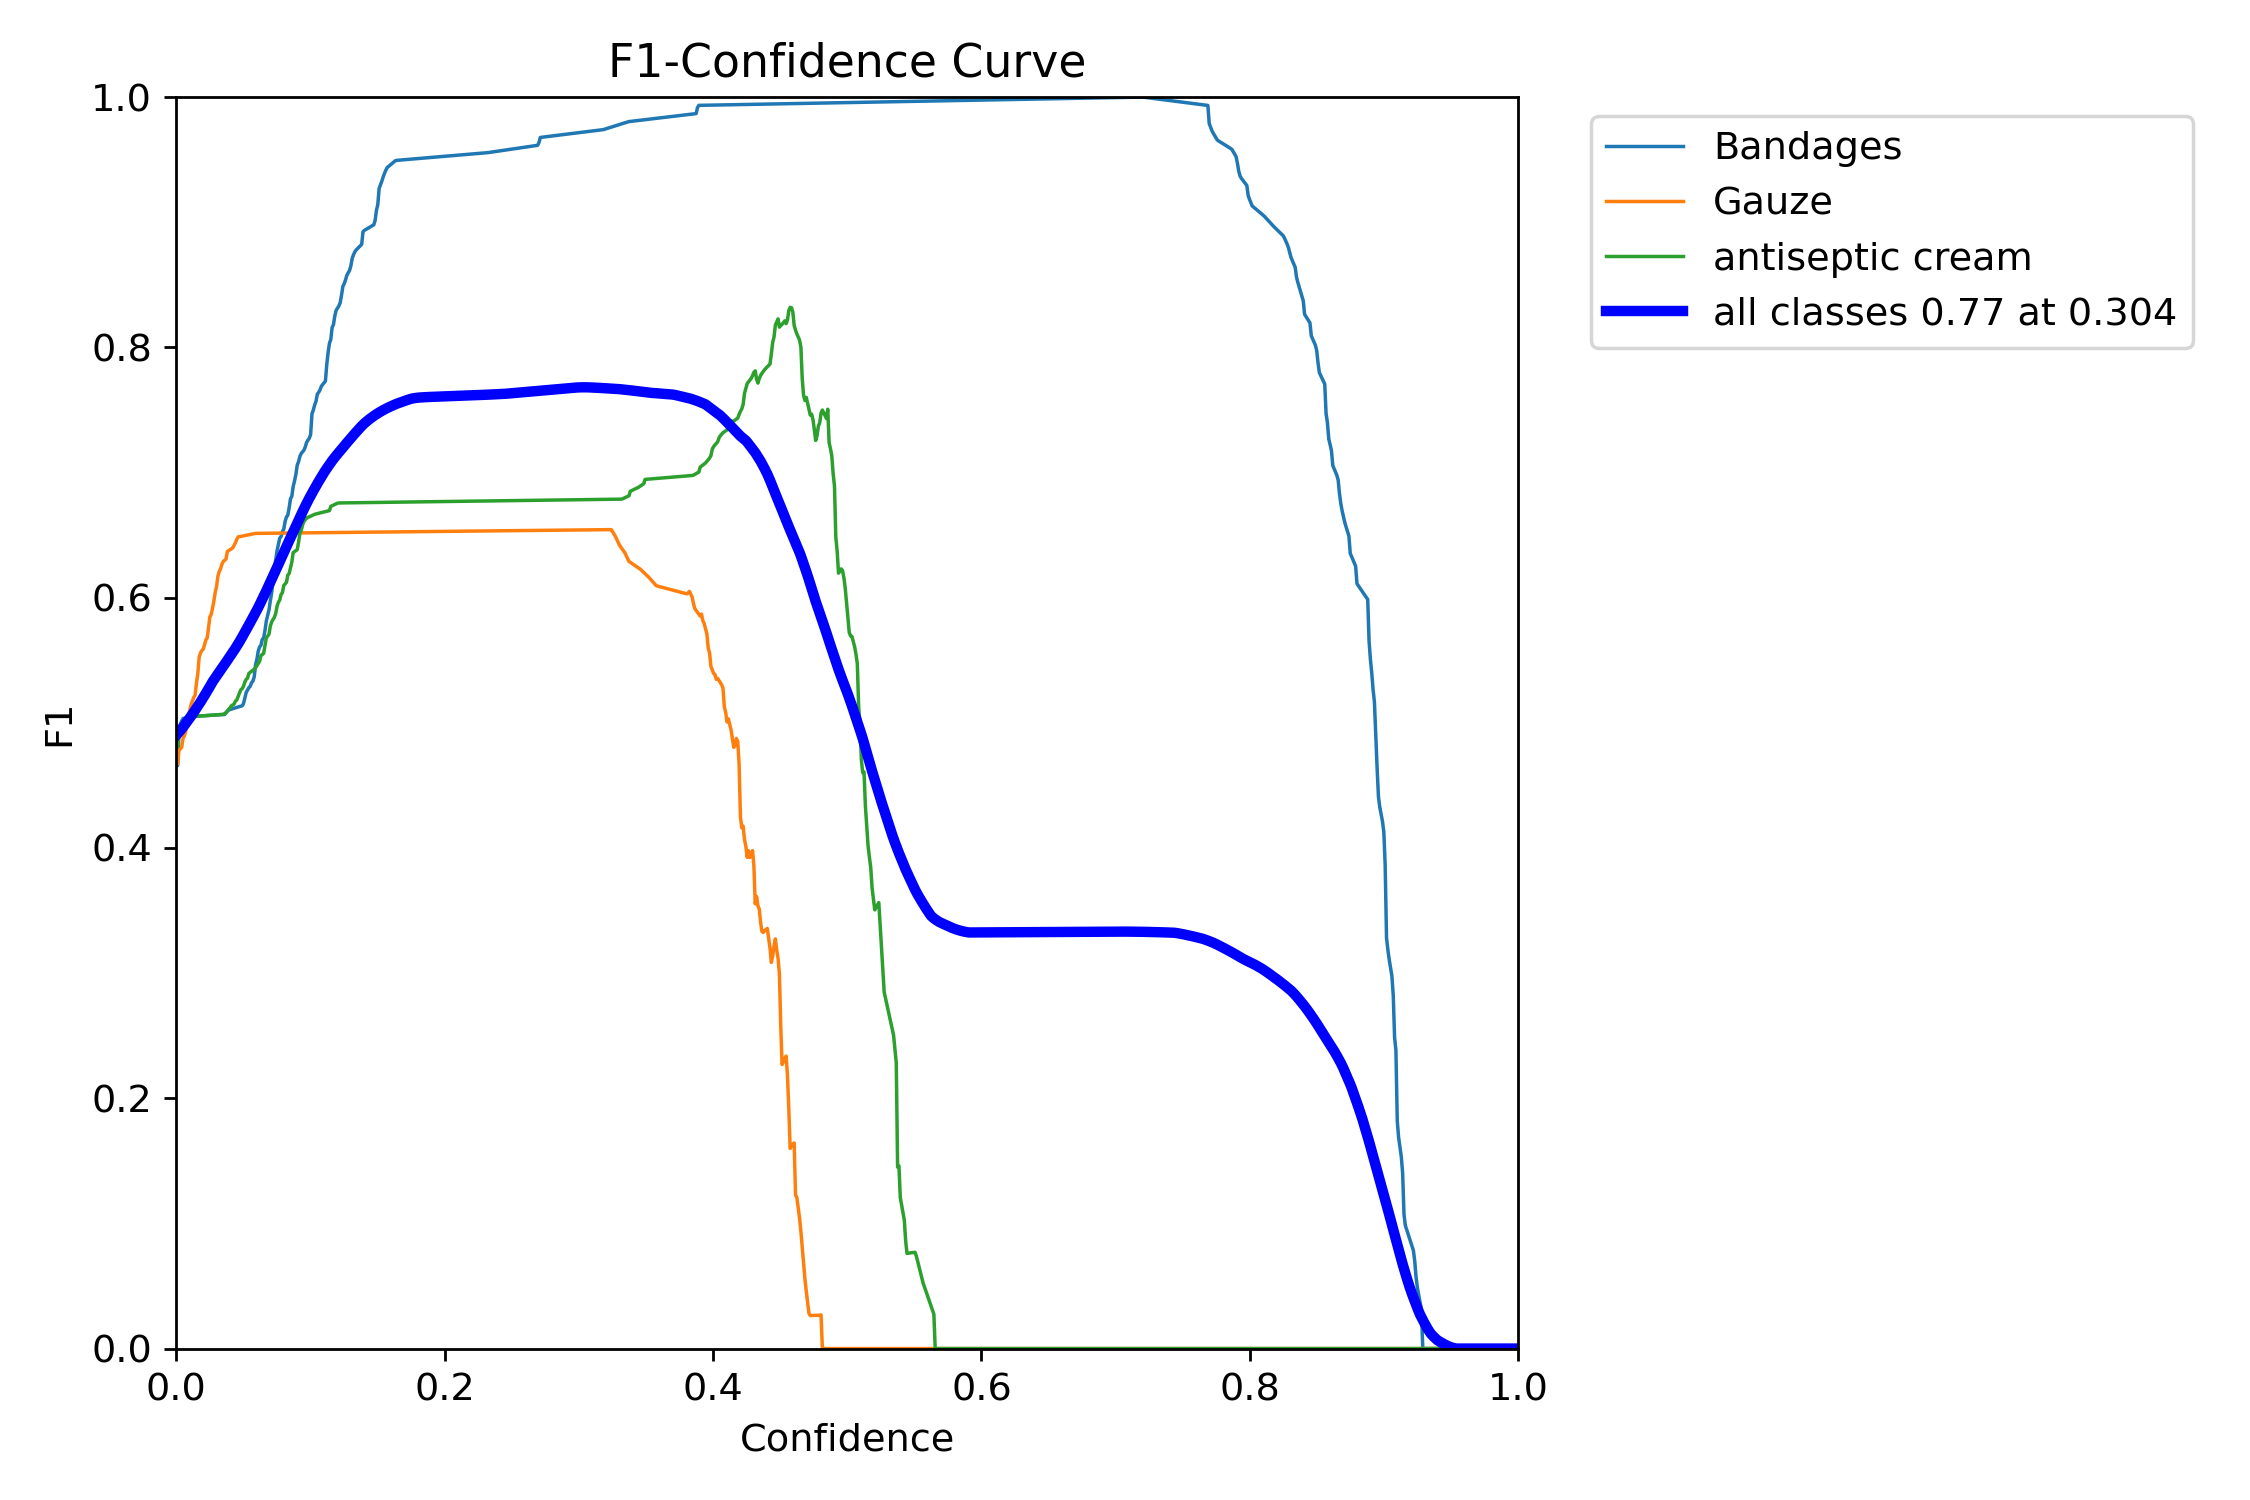 F1-Confidence Curve
1.0
0.8
0.6
0.4
0.2
0.0
F1
0.0 0.2 0.4 0.6 0.8 1.0
Confidence
Bandages
Gauze
antiseptic cream
all classes 0.77 at 0.304